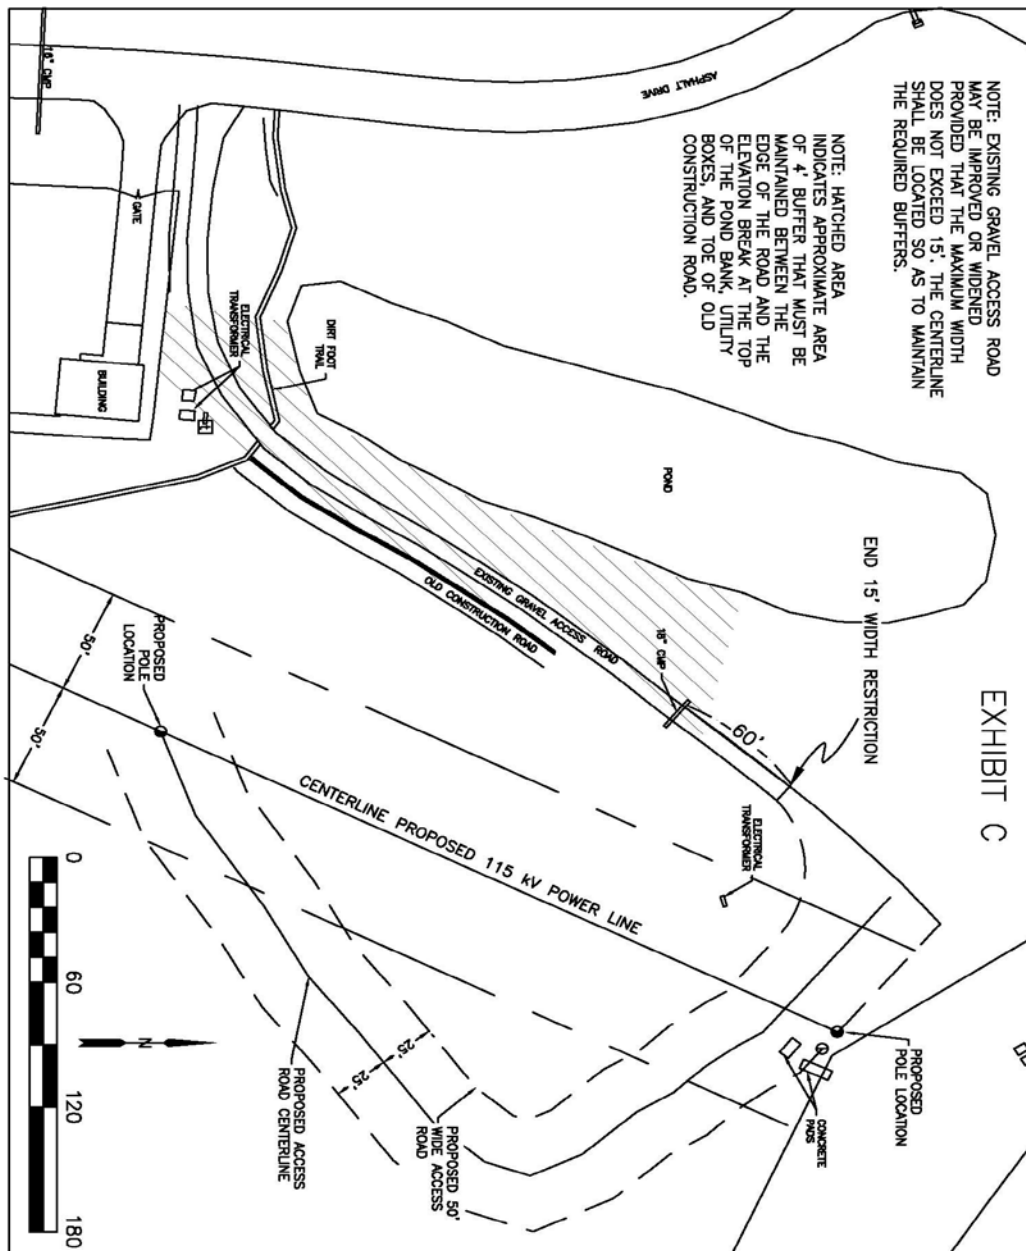 EXHIBIT C
NOTE: EXISTING GRAVEL ACCESS ROAD
MAY BE IMPROVED OR WIDENED
PROVIDED THAT THE MAXIMUM WIDTH
DOES NOT EXCEED 15'. THE CENTERLINE
SHALL BE LOCATED SO AS TO MAINTAIN
THE REQUIRED BUFFERS.
NOTE: HATCHED AREA
INDICATES APPROXIMATE AREA
OF 4' BUFFER THAT MUST BE
MAINTAINED BETWEEN THE
EDGE OF THE ROAD AND THE
ELEVATION BREAK AT THE TOP
OF THE POND BANK, UTILITY
BOXES, AND TOE OF OLD
CONSTRUCTION ROAD.
ASPHALT DRIVE
18" CMP
GATE
ELECTRICAL
TRANSFORMER
DIRT FOOT
TRAIL
BUILDING
POND
END 15' WIDTH RESTRICTION
EXISTING GRAVEL ACCESS ROAD
OLD CONSTRUCTION ROAD
18" CMP
60'
ELECTRICAL
TRANSFORMER
50'
50'
PROPOSED
POLE
LOCATION
CENTERLINE PROPOSED 115 kV POWER LINE
PROPOSED
POLE LOCATION
CONCRETE
PADS
25'
25'
PROPOSED 50'
WIDE ACCESS
ROAD
PROPOSED ACCESS
ROAD CENTERLINE
N
0
60
120
180